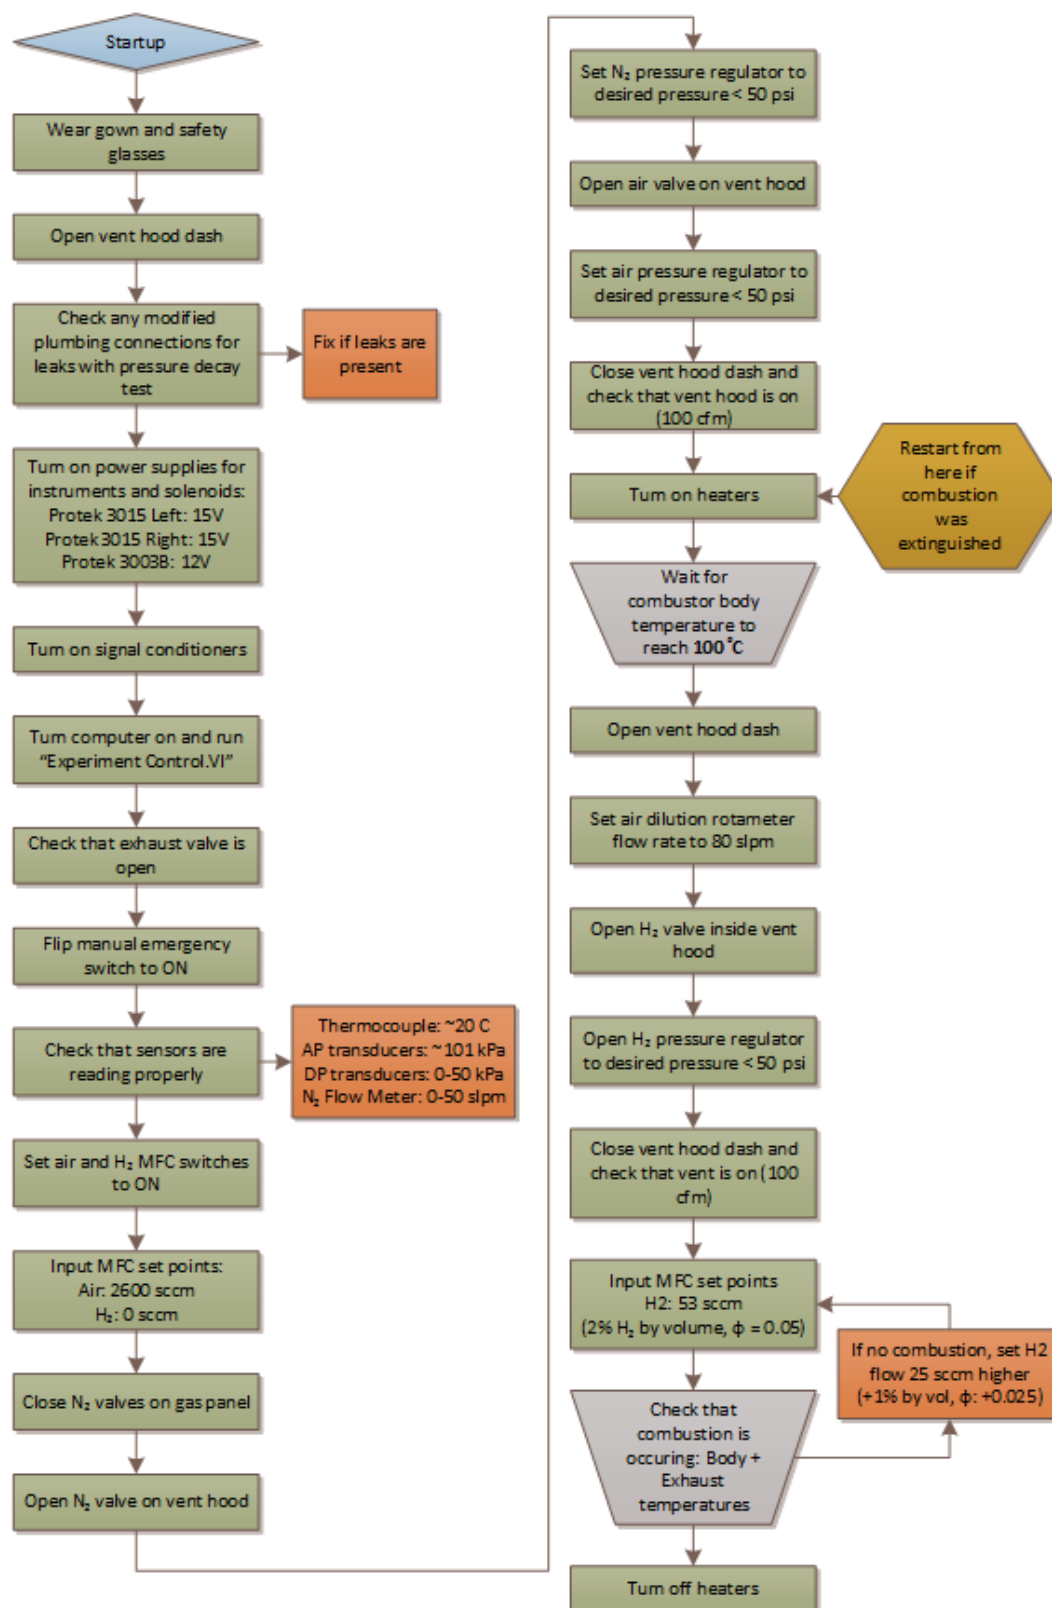 Startup
Wear gown and safety
glasses
Open vent hood dash
Check any modified
plumbing connections for
leaks with pressure decay
test
Fix if leaks are
present
Turn on power supplies for
instruments and solenoids:
Protek 3015 Left: 15V
Protek 3015 Right: 15V
Protek 3003B: 12V
Turn on signal conditioners
Turn computer on and run
“Experiment Control.VI”
Check that exhaust valve is
open
Flip manual emergency
switch to ON
Check that sensors are
reading properly
Thermocouple: ~20 C
AP transducers: ~101 kPa
DP transducers: 0-50 kPa
N₂ Flow Meter: 0-50 slpm
Set air and H₂ MFC switches
to ON
Input MFC set points:
Air: 2600 sccm
H₂: 0 sccm
Close N₂ valves on gas panel
Open N₂ valve on vent hood
Set N₂ pressure regulator to
desired pressure < 50 psi
Open air valve on vent hood
Set air pressure regulator to
desired pressure < 50 psi
Close vent hood dash and
check that vent hood is on
(100 cfm)
Turn on heaters
Restart from
here if
combustion
was
extinguished
Wait for
combustor body
temperature to
reach 100°C
Open vent hood dash
Set air dilution rotameter
flow rate to 80 slpm
Open H₂ valve inside vent
hood
Open H₂ pressure regulator
to desired pressure < 50 psi
Close vent hood dash and
check that vent is on (100
cfm)
Input MFC set points
H2: 53 sccm
(2% H₂ by volume, ϕ = 0.05)
If no combustion, set H2
flow 25 sccm higher
(+1% by vol, ϕ: +0.025)
Check that
combustion is
occuring: Body +
Exhaust
temperatures
Turn off heaters